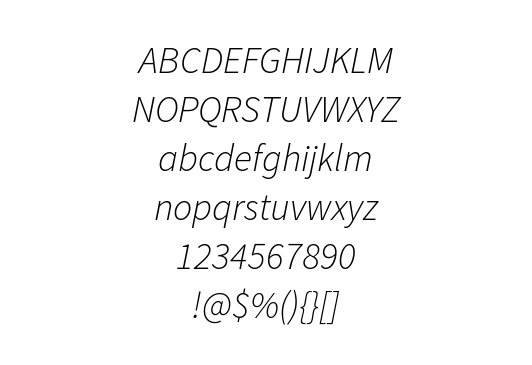 ABCDEFGHIJKLM
NOPQRSTUVWXYZ
abcdefghijklm
nopqrstuvwxyz
1234567890
!@$%(){}[]